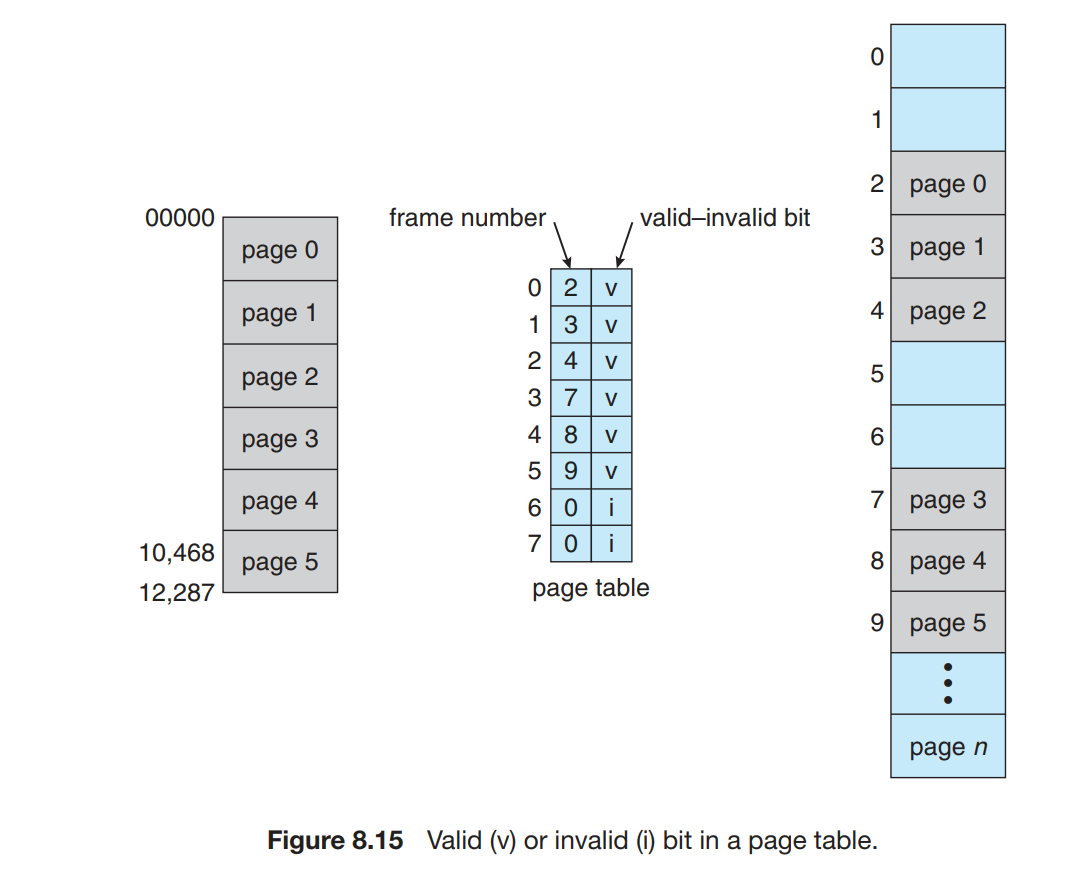 00000
page 0
page 1
page 2
page 3
page 4
10,468
page 5
12,287
frame number
valid–invalid bit
0 2 v
1 3 v
2 4 v
3 7 v
4 8 v
5 9 v
6 0 i
7 0 i
page table
0
1
2 page 0
3 page 1
4 page 2
5
6
7 page 3
8 page 4
9 page 5
page n
Figure 8.15 Valid (v) or invalid (i) bit in a page table.